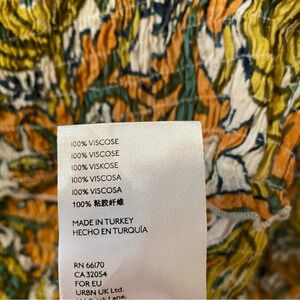 100% VISCOSE
100% VISCOSE
100% VISKOSE
100% VISCOSA
100% VISCOSA
100% 粘胶纤维
MADE IN TURKEY
HECHO EN TURQUÍA
RN 66170
CA 32054
FOR EU
URBN UK Ltd.
Lane,